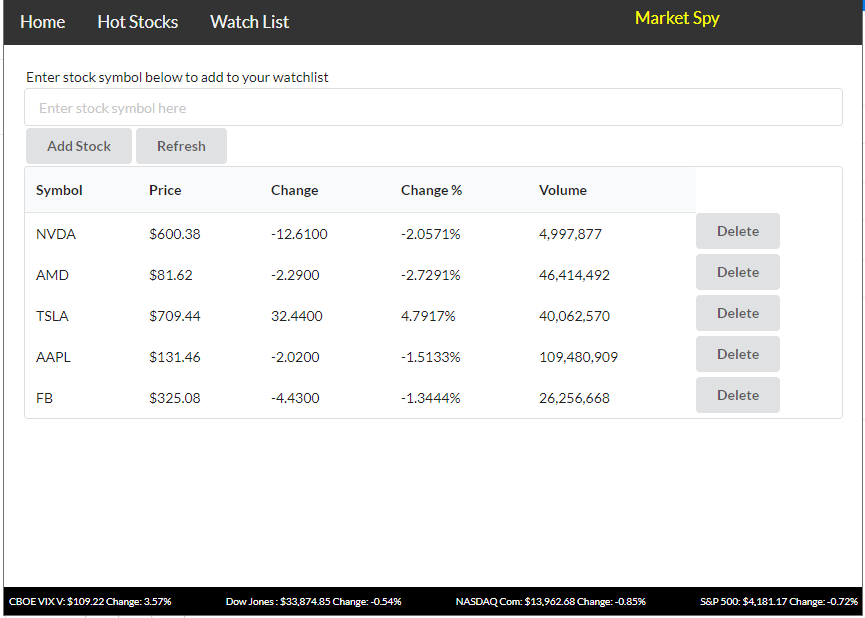 Home Hot Stocks Watch List Market Spy
Enter stock symbol below to add to your watchlist
Enter stock symbol here
Add Stock Refresh
Symbol Price Change Change % Volume
NVDA $600.38 -12.6100 -2.0571% 4,997,877 Delete
AMD $81.62 -2.2900 -2.7291% 46,414,492 Delete
TSLA $709.44 32.4400 4.7917% 40,062,570 Delete
AAPL $131.46 -2.0200 -1.5133% 109,480,909 Delete
FB $325.08 -4.4300 -1.3444% 26,256,668 Delete
CBOE VIX V: $109.22 Change: 3.57% Dow Jones : $33,874.85 Change: -0.54% NASDAQ Com: $13,962.68 Change: -0.85% S&P 500: $4,181.17 Change: -0.72%